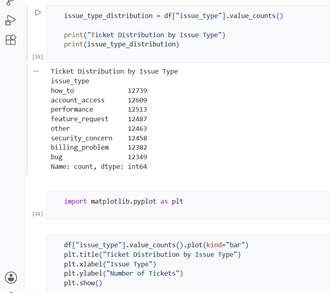 issue_type_distribution = df["issue_type"].value_counts()
print("Ticket Distribution by Issue Type")
print(issue_type_distribution)
Ticket Distribution by Issue Type
issue_type
how_to 12739
account_access 12609
performance 12513
feature_request 12487
other 12463
security_concern 12458
billing_problem 12382
bug 12349
Name: count, dtype: int64
import matplotlib.pyplot as plt
df["issue_type"].value_counts().plot(kind="bar")
plt.title("Ticket Distribution by Issue Type")
plt.xlabel("Issue Type")
plt.ylabel("Number of Tickets")
plt.show()